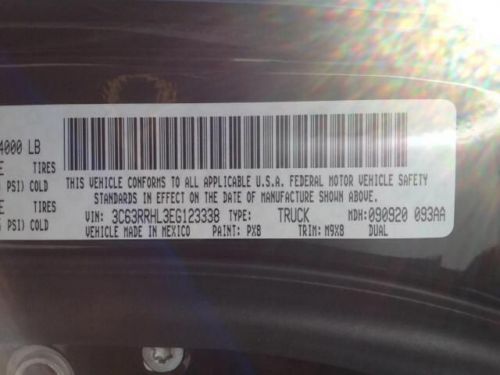 4000 LB
E TIRES
PSI) COLD
E TIRES
PSI) COLD
THIS VEHICLE CONFORMS TO ALL APPLICABLE U.S.A. FEDERAL MOTOR VEHICLE SAFETY
STANDARDS IN EFFECT ON THE DATE OF MANUFACTURE SHOWN ABOVE.
VIN: 3C63RRHL3EG123338 TYPE: TRUCK MDH: 090920 093AA
VEHICLE MADE IN MEXICO PAINT: PX8 TRIM: M9X8 DUAL